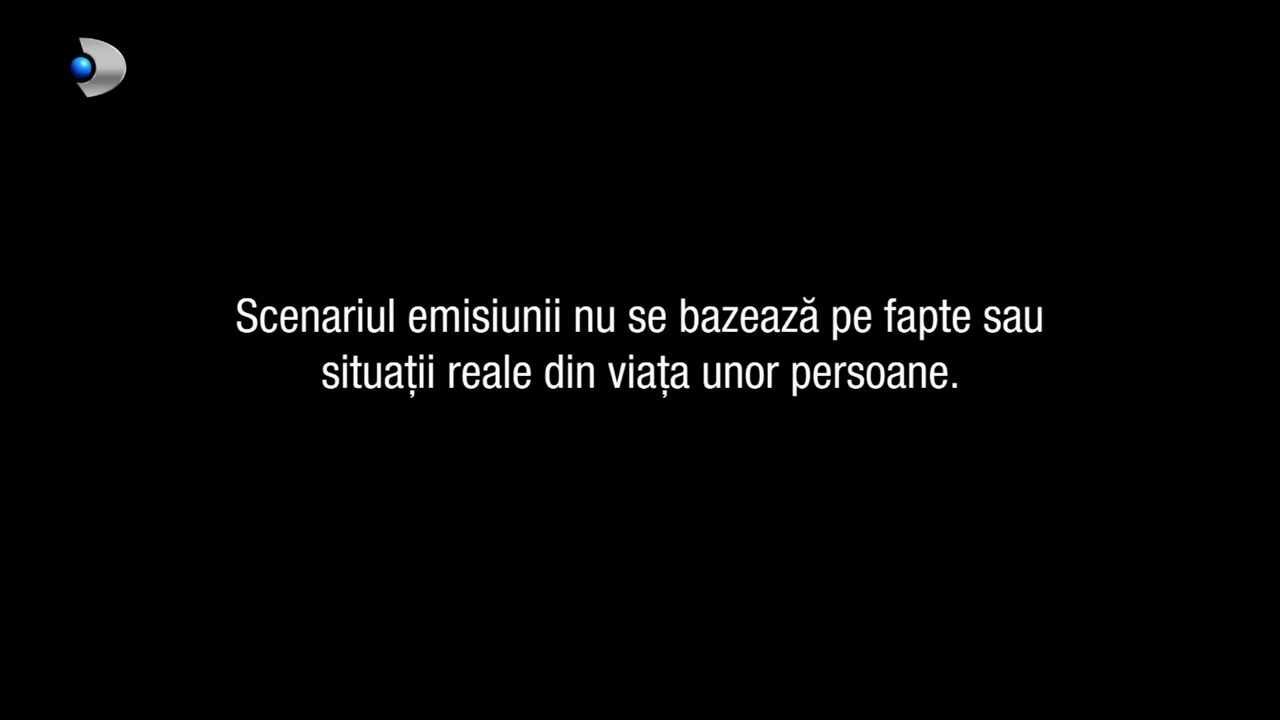 Scenariul emisiunii nu se bazează pe fapte sau
situații reale din viața unor persoane.